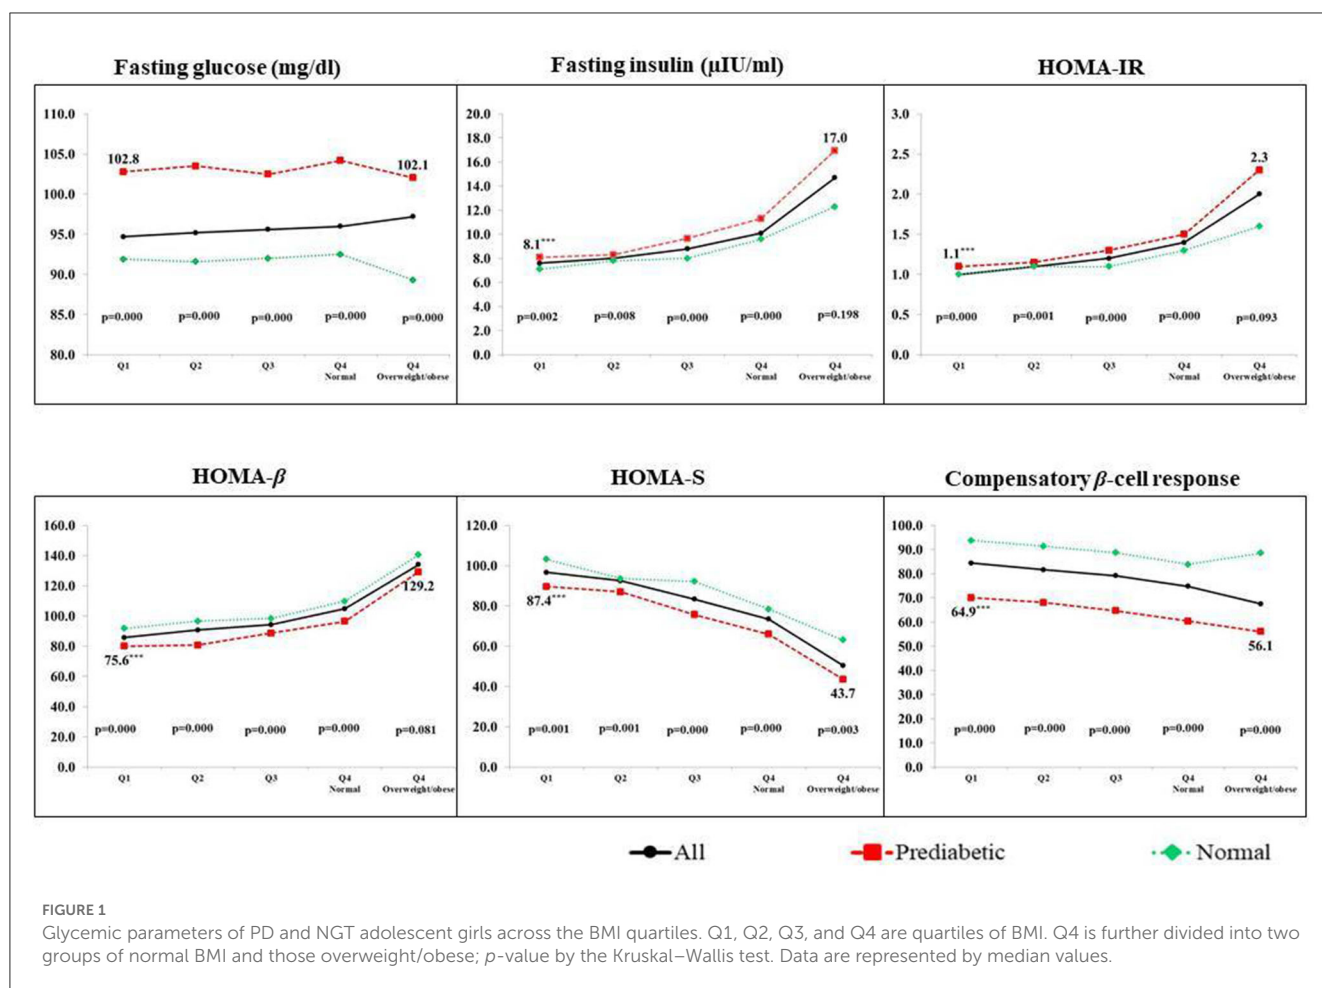 Fasting glucose (mg/dl)
110.0
105.0
100.0
95.0
90.0
85.0
80.0
102.8
102.1
p=0.000 p=0.000 p=0.000 p=0.000 p=0.000
Q1 Q2 Q3 Q4 Q4
Normal Overweight/obese
Fasting insulin (μIU/ml)
20.0
18.0
16.0
14.0
12.0
10.0
8.0
6.0
4.0
2.0
0.0
17.0
8.1***
p=0.002 p=0.008 p=0.000 p=0.000 p=0.198
Q1 Q2 Q3 Q4 Q4
Normal Overweight/obese
HOMA-IR
3.0
2.5
2.0
1.5
1.0
0.5
0.0
2.3
1.1***
p=0.000 p=0.001 p=0.000 p=0.000 p=0.093
Q1 Q2 Q3 Q4 Q4
Normal Overweight/obese
HOMA-β
160.0
140.0
120.0
100.0
80.0
60.0
40.0
20.0
0.0
129.2
75.6***
p=0.000 p=0.000 p=0.000 p=0.000 p=0.081
Q1 Q2 Q3 Q4 Q4
Normal Overweight/obese
HOMA-S
120.0
100.0
80.0
60.0
40.0
20.0
0.0
87.4***
43.7
p=0.001 p=0.001 p=0.000 p=0.000 p=0.003
Q1 Q2 Q3 Q4 Q4
Normal Overweight/obese
Compensatory β-cell response
100.0
90.0
80.0
70.0
60.0
50.0
40.0
30.0
20.0
10.0
0.0
64.9***
56.1
p=0.000 p=0.000 p=0.000 p=0.000 p=0.000
Q1 Q2 Q3 Q4 Q4
Normal Overweight/obese
All Prediabetic Normal
FIGURE 1
Glycemic parameters of PD and NGT adolescent girls across the BMI quartiles. Q1, Q2, Q3, and Q4 are quartiles of BMI. Q4 is further divided into two
groups of normal BMI and those overweight/obese; p-value by the Kruskal–Wallis test. Data are represented by median values.